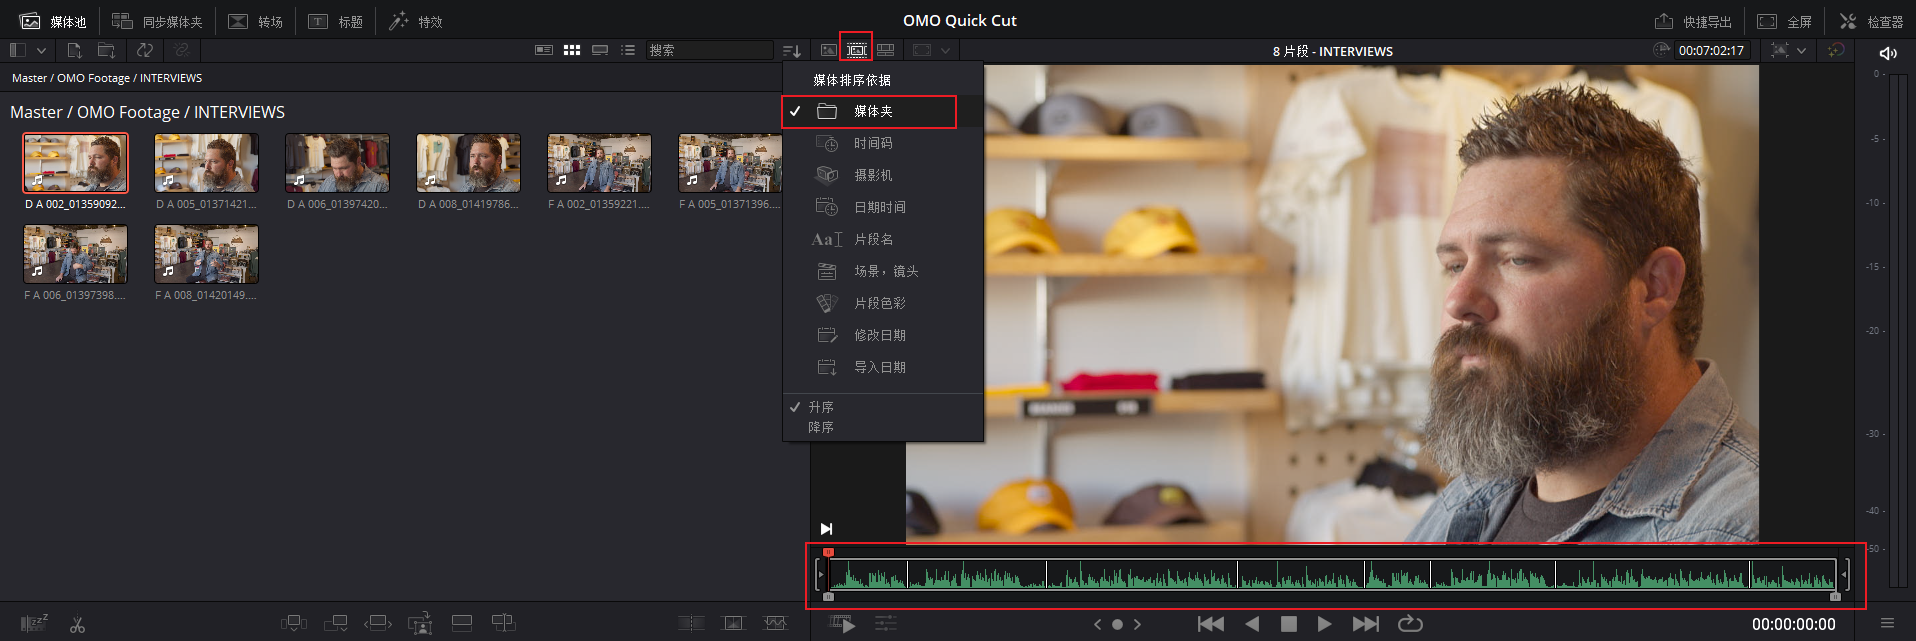 媒体池 同步媒体夹 转场 T 标题 特效 OMO Quick Cut 快捷导出 全屏 检查器
搜索 8 片段 - INTERVIEWS 00:07:02:17
Master / OMO Footage / INTERVIEWS
Master / OMO Footage / INTERVIEWS
D A 002_01359092... D A 005_01371421... D A 006_01397420... D A 008_01419786... F A 002_01359221.... F A 005_01371396....
F A 006_01397398.... F A 008_01420149....
媒体排序依据
媒体夹
时间码
摄影机
日期时间
AaI 片段名
场景，镜头
片段色彩
修改日期
导入日期
升序
降序
0 -
-5 -
-10 -
-15 -
-20 -
-30 -
-40 -
-50 -
zzZ 00:00:00:00